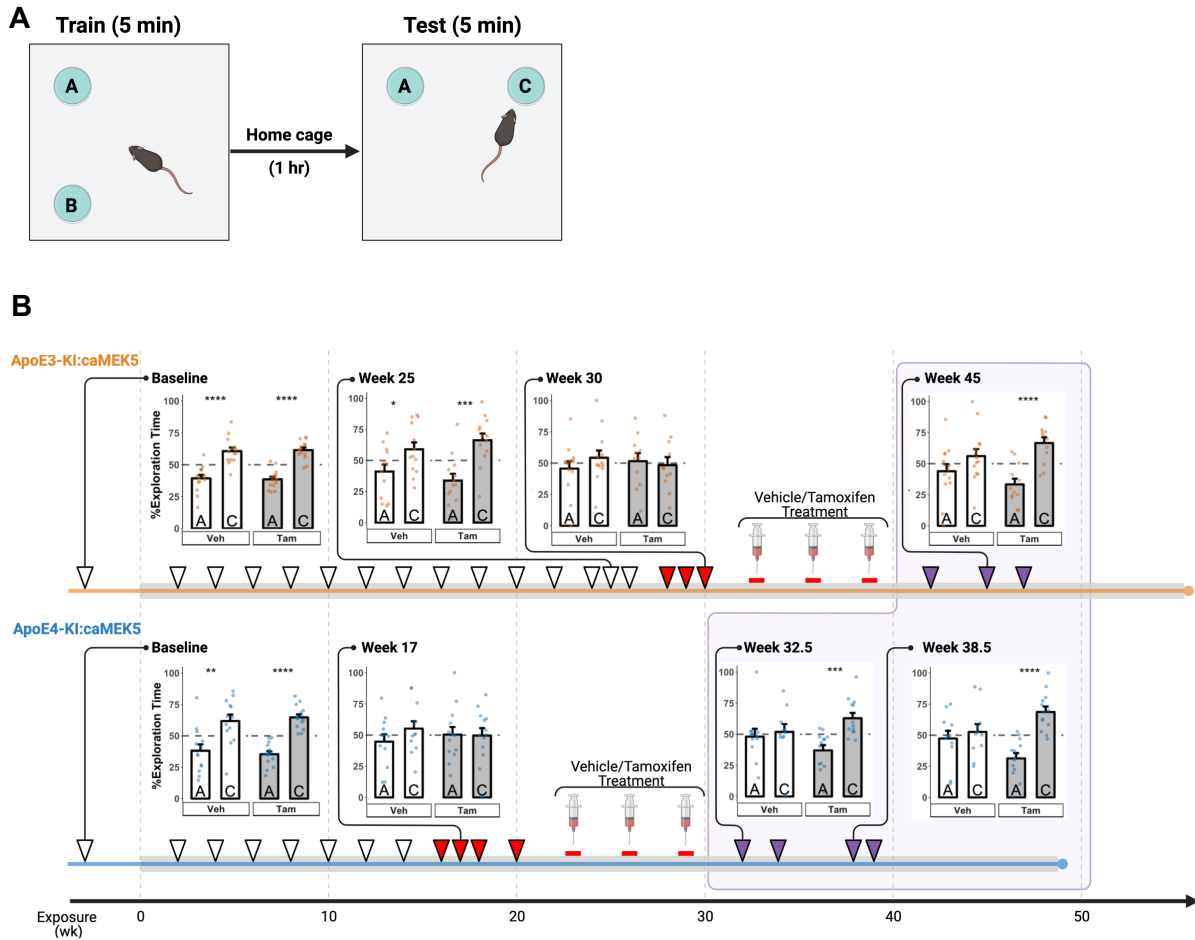 A
Train (5 min)
Test (5 min)
A
B
Home cage
(1 hr)
A
C
B
ApoE3-KI:caMEK5
Baseline
%Exploration Time
100
75
50
25
0
****
****
A
C
A
C
Veh
Tam
Week 25
100
75
50
25
0
*
***
A
C
A
C
Veh
Tam
Week 30
100
75
50
25
0
A
C
A
C
Veh
Tam
Vehicle/Tamoxifen
Treatment
Week 45
100
75
50
25
0
****
A
C
A
C
Veh
Tam
ApoE4-KI:caMEK5
Baseline
%Exploration Time
100
75
50
25
0
**
****
A
C
A
C
Veh
Tam
Week 17
100
75
50
25
0
A
C
A
C
Veh
Tam
Vehicle/Tamoxifen
Treatment
Week 32.5
100
75
50
25
0
***
A
C
A
C
Veh
Tam
Week 38.5
100
75
50
25
0
****
A
C
A
C
Veh
Tam
Exposure
(wk)
0
10
20
30
40
50